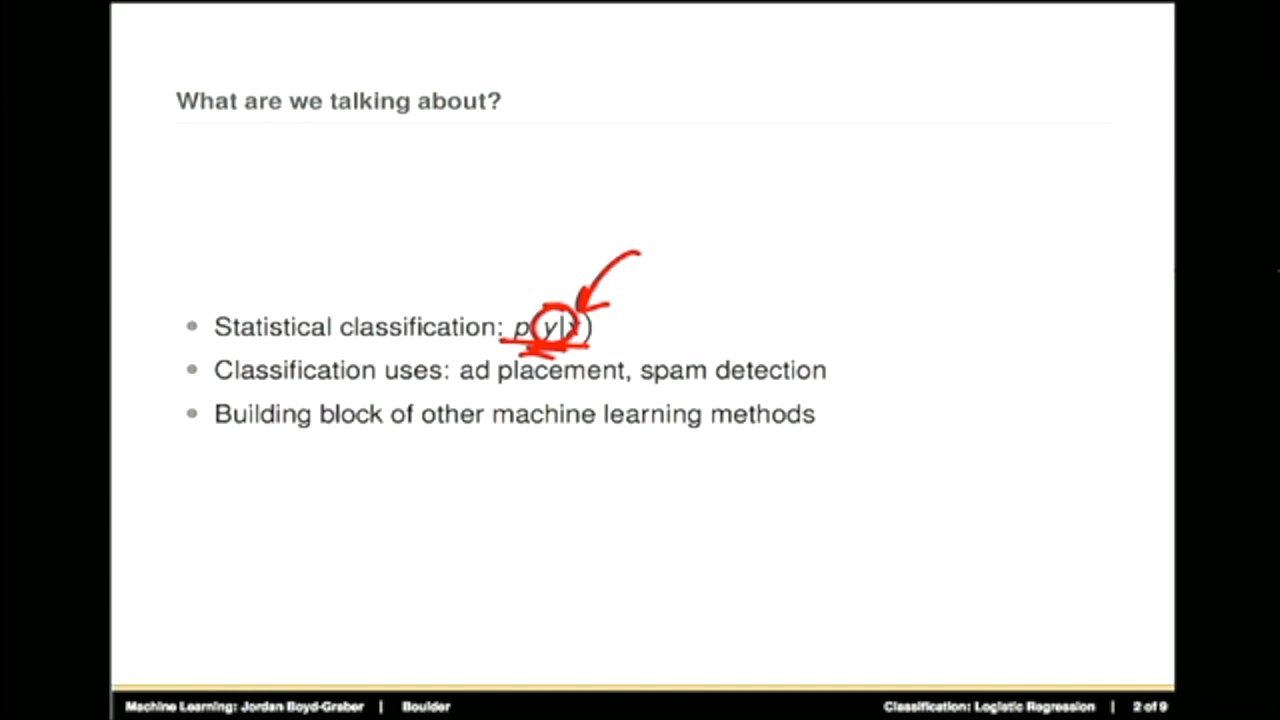 What are we talking about?
Statistical classification: p(y|x)
Classification uses: ad placement, spam detection
Building block of other machine learning methods
Machine Learning: Jordan Boyd-Graber | Boulder
Classification: Logistic Regression | 2 of 9